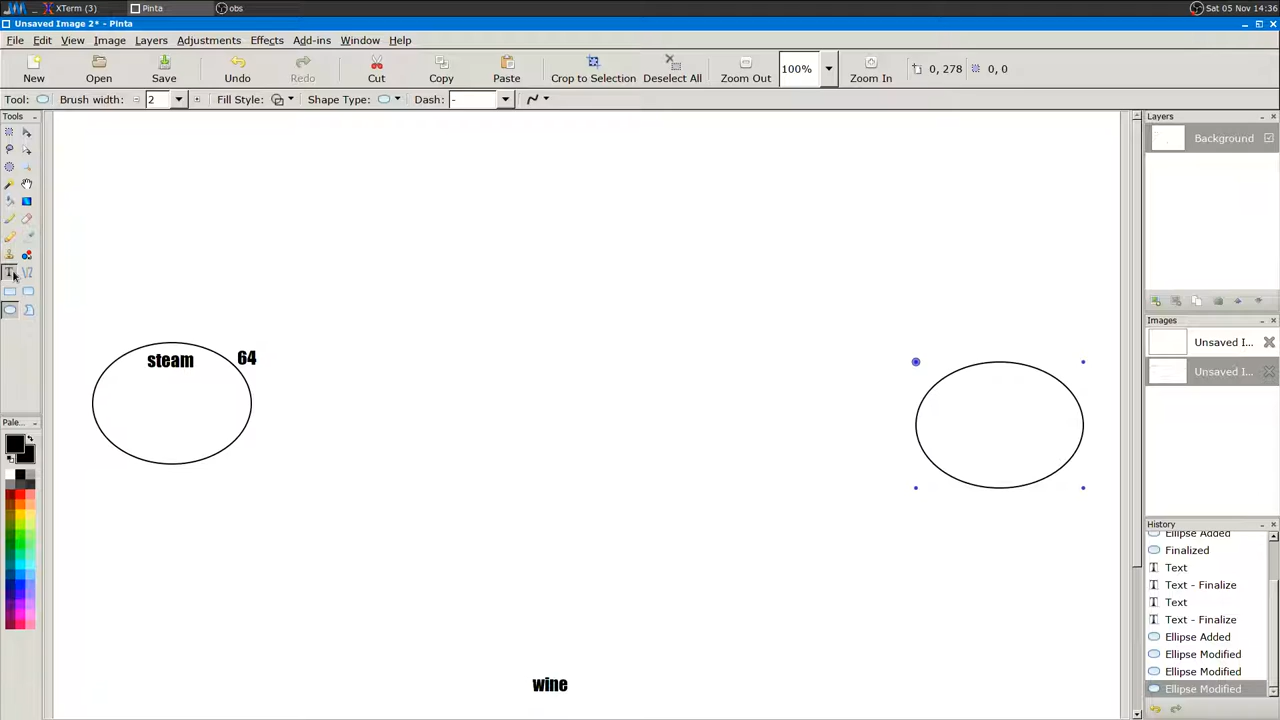 XTerm (3) Pinta obs Sat 05 Nov 14:36
Unsaved Image 2* - Pinta
File Edit View Image Layers Adjustments Effects Add-ins Window Help
New Open Save Undo Redo Cut Copy Paste Crop to Selection Deselect All Zoom Out 100% Zoom In 0, 278 0, 0
Tool: Brush width: 2 Fill Style: Shape Type: Dash: -
Tools
Layers
Background
steam 64
Images
Unsaved I...
Unsaved I...
Pale...
History
Ellipse Added
Finalized
Text
Text - Finalize
Text
Text - Finalize
Ellipse Added
Ellipse Modified
Ellipse Modified
Ellipse Modified
wine